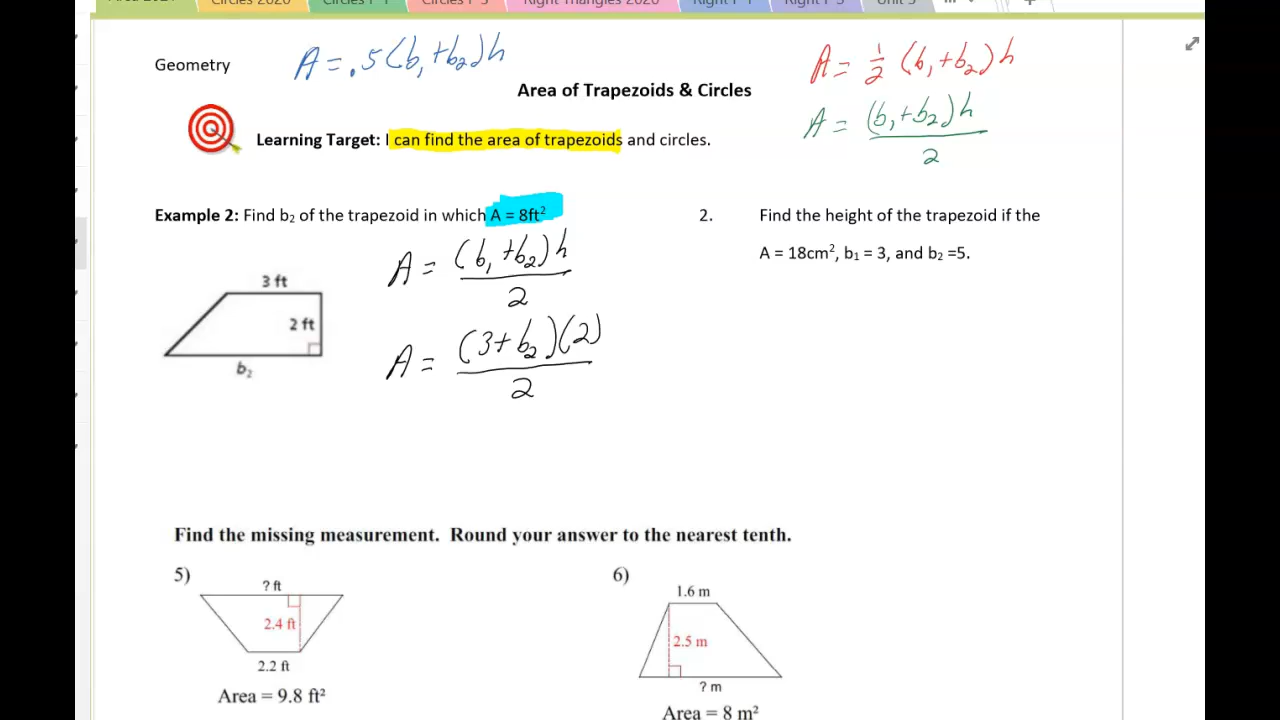 Circles 2020
Right Triangles 2020
Geometry
A = .5 (b₁ + b₂) h
A = 1/2 (b₁ + b₂) h
Area of Trapezoids & Circles
A = (b₁ + b₂) h / 2
Learning Target: I can find the area of trapezoids and circles.
Example 2: Find b₂ of the trapezoid in which A = 8ft²
A = (b₁ + b₂) h / 2
3 ft
2 ft
b₂
A = (3 + b₂)(2) / 2
2. Find the height of the trapezoid if the
A = 18cm², b₁ = 3, and b₂ =5.
Find the missing measurement. Round your answer to the nearest tenth.
5)
? ft
2.4 ft
2.2 ft
Area = 9.8 ft²
6)
1.6 m
2.5 m
? m
Area = 8 m²